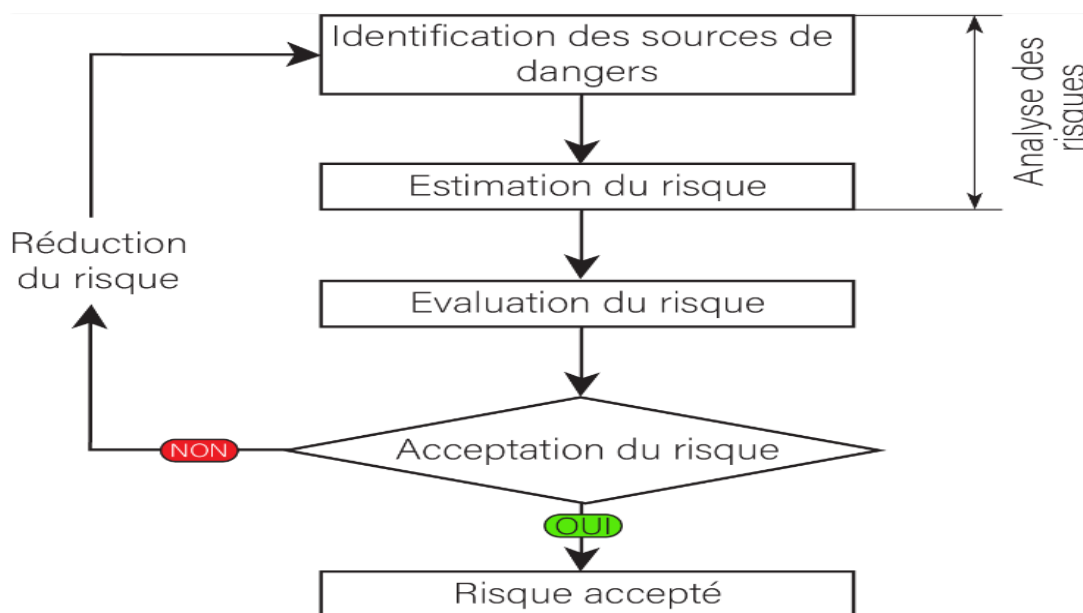 Identification des sources de
dangers
Analyse des
risques
Estimation du risque
Réduction
du risque
Evaluation du risque
Acceptation du risque
NON
OUI
Risque accepté